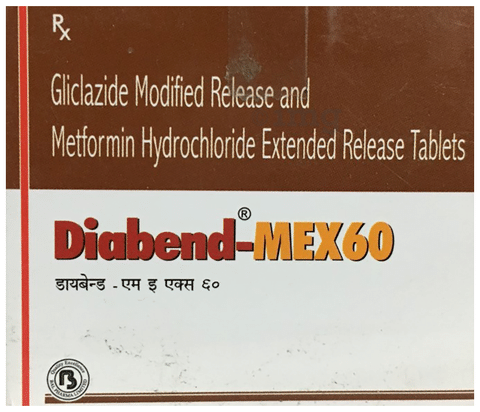 Rx
Gliclazide Modified Release and
Metformin Hydrochloride Extended Release Tablets
Diabend®-MEX60
डायबेन्ड - एम इ एक्स ६०